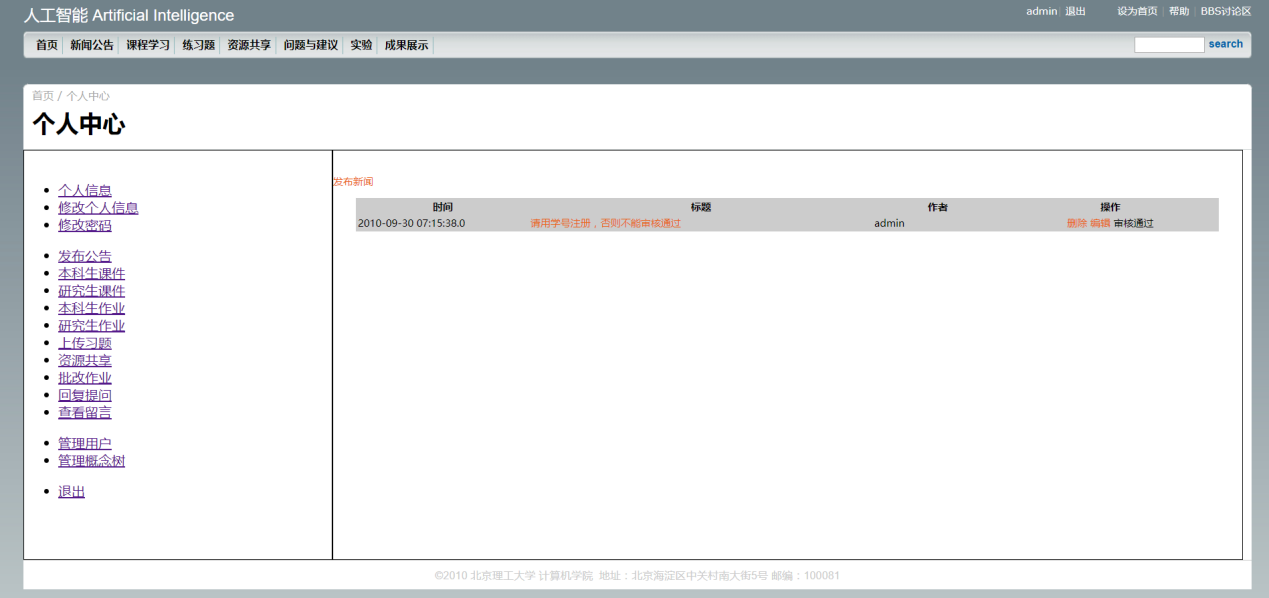 人工智能 Artificial Intelligence
admin 退出 设为首页 帮助 BBS讨论区
首页 新闻公告 课程学习 练习题 资源共享 问题与建议 实验 成果展示 search
首页 / 个人中心
个人中心
个人信息
修改个人信息
修改密码
发布公告
本科生课件
研究生课件
本科生作业
研究生作业
上传习题
资源共享
批改作业
回复提问
查看留言
管理用户
管理概念树
退出
发布新闻
时间 标题 作者 操作
2010-09-30 07:15:38.0 请用学号注册，否则不能审核通过 admin 删除 编辑 审核通过
©2010 北京理工大学 计算机学院 地址：北京海淀区中关村南大街5号 邮编：100081